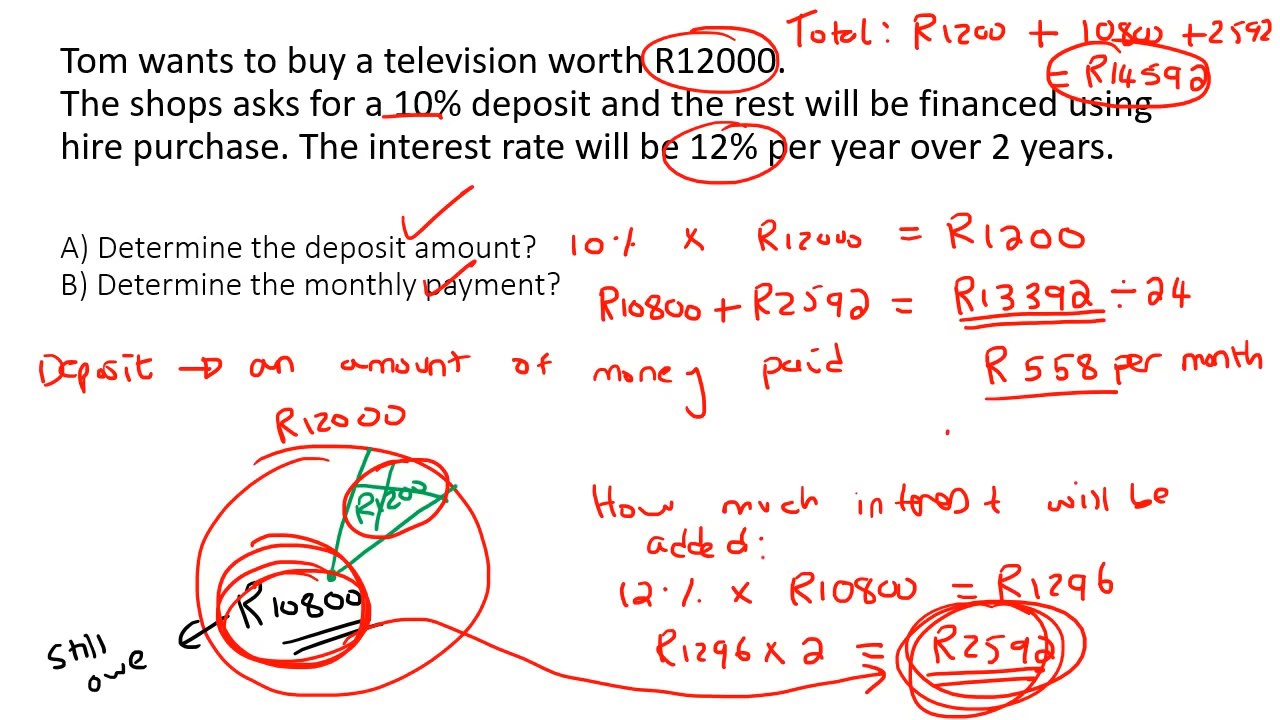 Total: R1200 + 10800 + 2592
= R14592
Tom wants to buy a television worth R12000.
The shops asks for a 10% deposit and the rest will be financed using
hire purchase. The interest rate will be 12% per year over 2 years.
A) Determine the deposit amount?
10% x R12000 = R1200
B) Determine the monthly payment?
R10800 + R2592 = R13392 ÷ 24
R558 per month
Deposit → an amount of money paid
R12000
R1200
R10800
Still owe
How much interest will be
added:
12% x R10800 = R1296
R1296 x 2 = R2592